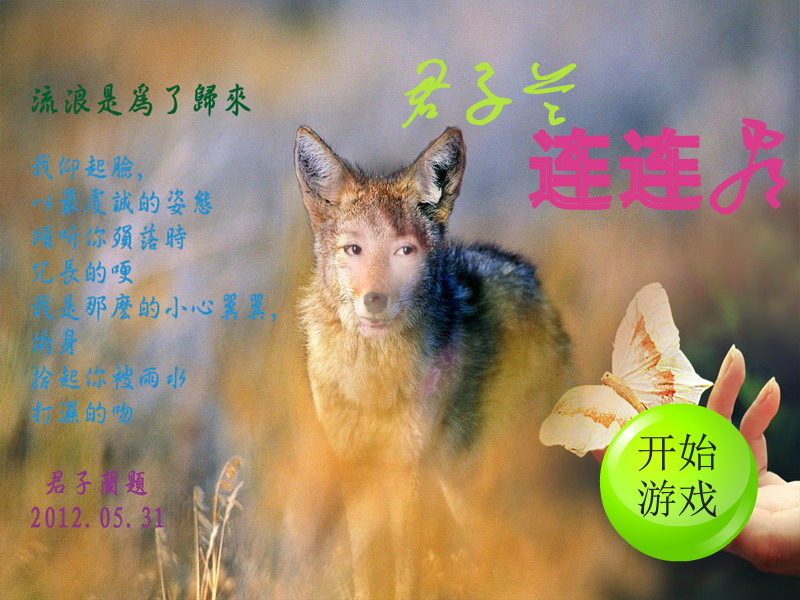 流浪是爲了歸來
我仰起臉，
以最虔誠的姿態
傾听你殞落時
冗長的哽
我是那麼的小心翼翼，
俯身
拾起你被雨水
打濕的吻
君子蘭題
2012.05.31
君子兰
连连看
开始
游戏